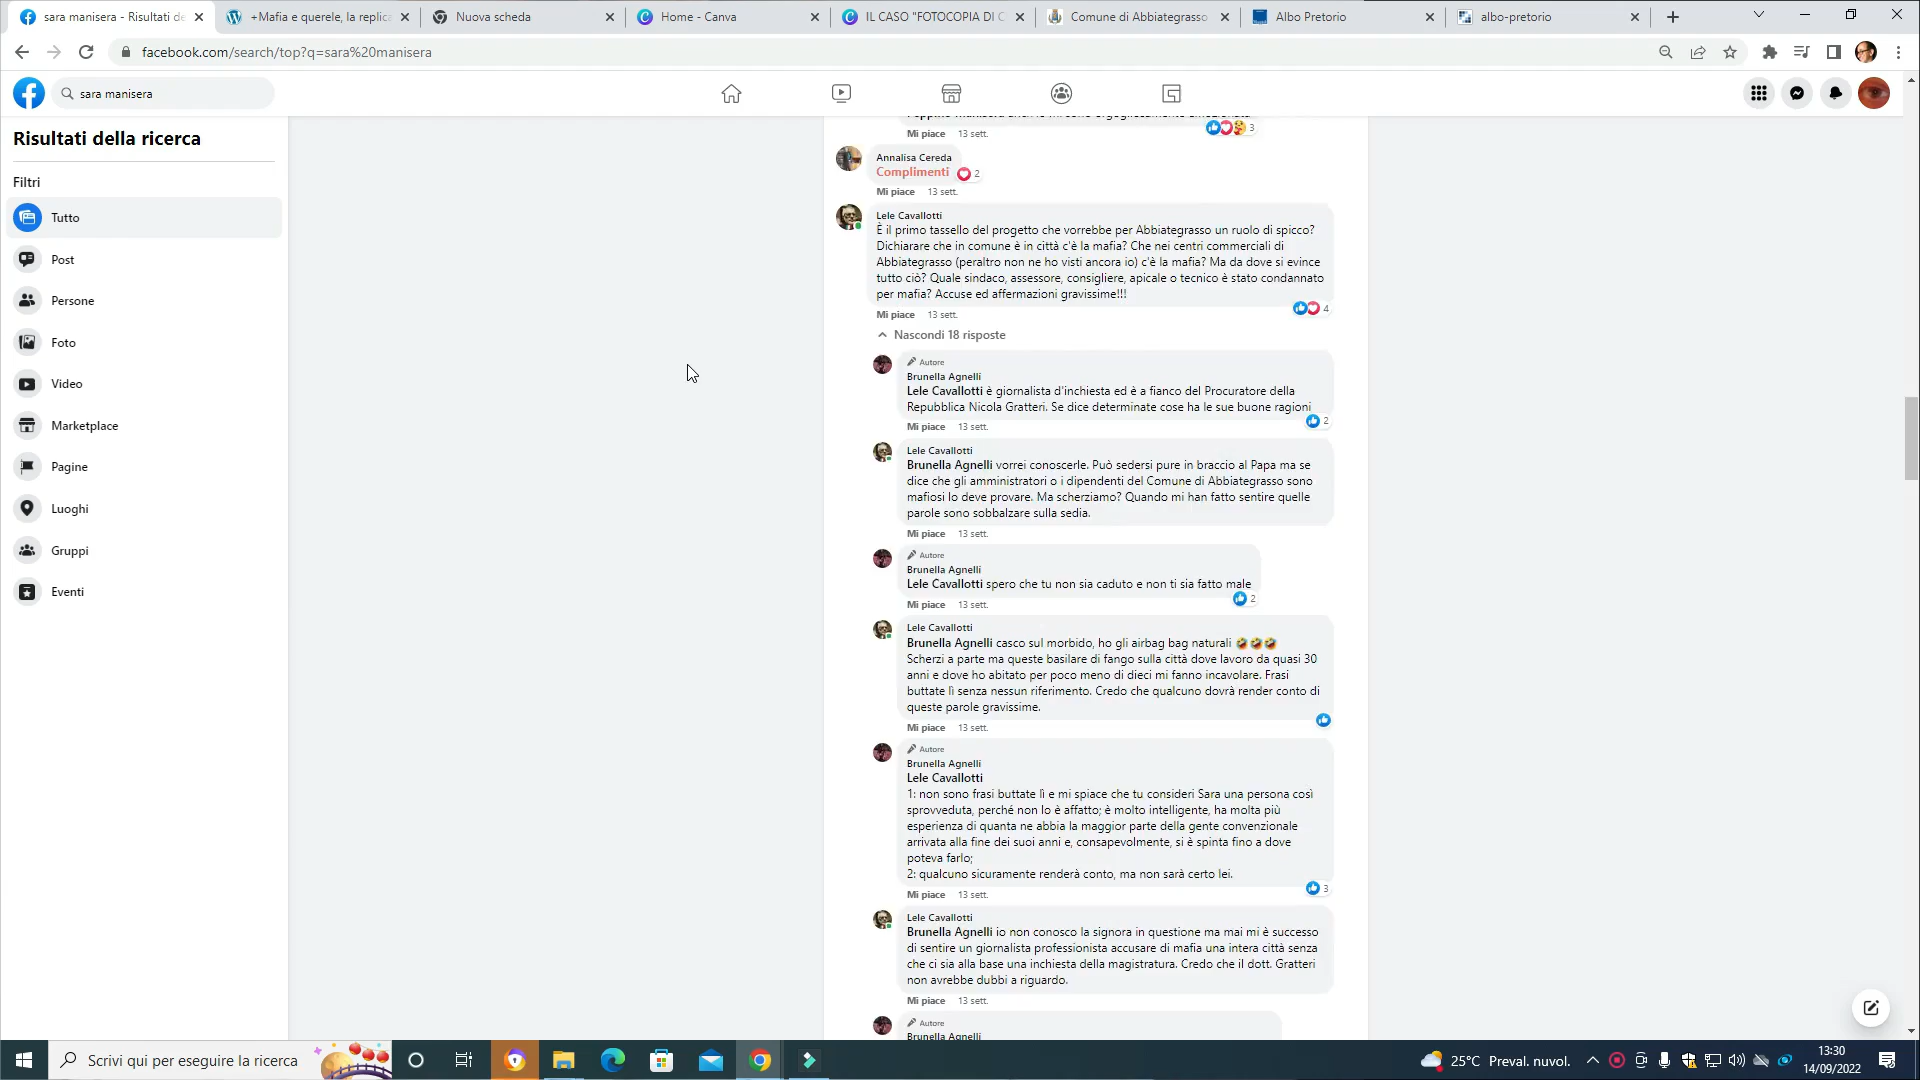 sara manisera - Risultati de
+Mafia e querele, la replica
Nuova scheda
Home - Canva
IL CASO "FOTOCOPIA DI C
Comune di Abbiategrasso
Albo Pretorio
albo-pretorio
facebook.com/search/top?q=sara%20manisera
sara manisera
Risultati della ricerca
Filtri
Tutto
Post
Persone
Foto
Video
Marketplace
Pagine
Luoghi
Gruppi
Eventi
Mi piace 13 sett.
3
Annalisa Cereda
Complimenti
2
Mi piace 13 sett.
Lele Cavallotti
È il primo tassello del progetto che vorrebbe per Abbiategrasso un ruolo di spicco?
Dichiarare che in comune è in città c'è la mafia? Che nei centri commerciali di
Abbiategrasso (peraltro non ne ho visti ancora io) c'è la mafia? Ma da dove si evince
tutto ciò? Quale sindaco, assessore, consigliere, apicale o tecnico è stato condannato
per mafia? Accuse ed affermazioni gravissime!!!
4
Mi piace 13 sett.
Nascondi 18 risposte
Autore
Brunella Agnelli
Lele Cavallotti è giornalista d'inchiesta ed è a fianco del Procuratore della
Repubblica Nicola Gratteri. Se dice determinate cose ha le sue buone ragioni
2
Mi piace 13 sett.
Lele Cavallotti
Brunella Agnelli vorrei conoscerle. Può sedersi pure in braccio al Papa ma se
dice che gli amministratori o i dipendenti del Comune di Abbiategrasso sono
mafiosi lo deve provare. Ma scherziamo? Quando mi han fatto sentire quelle
parole sono sobbalzare sulla sedia.
Mi piace 13 sett.
Autore
Brunella Agnelli
Lele Cavallotti spero che tu non sia caduto e non ti sia fatto male
2
Mi piace 13 sett.
Lele Cavallotti
Brunella Agnelli casco sul morbido, ho gli airbag bag naturali 🤣🤣🤣
Scherzi a parte ma queste basilare di fango sulla città dove lavoro da quasi 30
anni e dove ho abitato per poco meno di dieci mi fanno incavolare. Frasi
buttate lì senza nessun riferimento. Credo che qualcuno dovrà render conto di
queste parole gravissime.
Mi piace 13 sett.
Autore
Brunella Agnelli
Lele Cavallotti
1: non sono frasi buttate lì e mi spiace che tu consideri Sara una persona così
sprovveduta, perché non lo è affatto; è molto intelligente, ha molta più
esperienza di quanta ne abbia la maggior parte della gente convenzionale
arrivata alla fine dei suoi anni e, consapevolmente, si è spinta fino a dove
poteva farlo;
2: qualcuno sicuramente renderà conto, ma non sarà certo lei.
3
Mi piace 13 sett.
Lele Cavallotti
Brunella Agnelli io non conosco la signora in questione ma mai mi è successo
di sentire un giornalista professionista accusare di mafia una intera città senza
che ci sia alla base una inchiesta della magistratura. Credo che il dott. Gratteri
non avrebbe dubbi a riguardo.
Mi piace 13 sett.
Autore
Brunella Agnelli
Scrivi qui per eseguire la ricerca
25°C Preval. nuvol.
13:30
14/09/2022